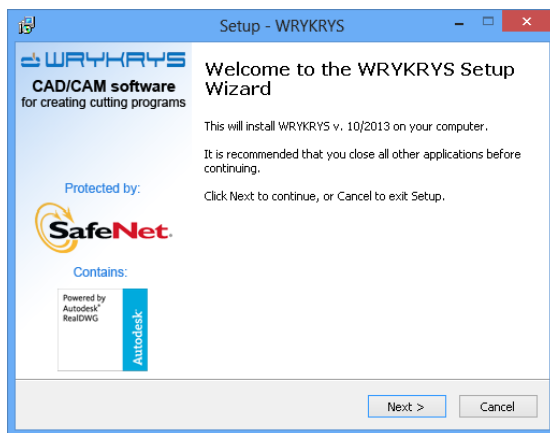 Setup - WRYKRYS
WRYKRYS
CAD/CAM software
for creating cutting programs
Protected by:
SafeNet.
Contains:
Powered by
Autodesk®
RealDWG
Autodesk®
Welcome to the WRYKRYS Setup
Wizard
This will install WRYKRYS v. 10/2013 on your computer.
It is recommended that you close all other applications before
continuing.
Click Next to continue, or Cancel to exit Setup.
Next >
Cancel